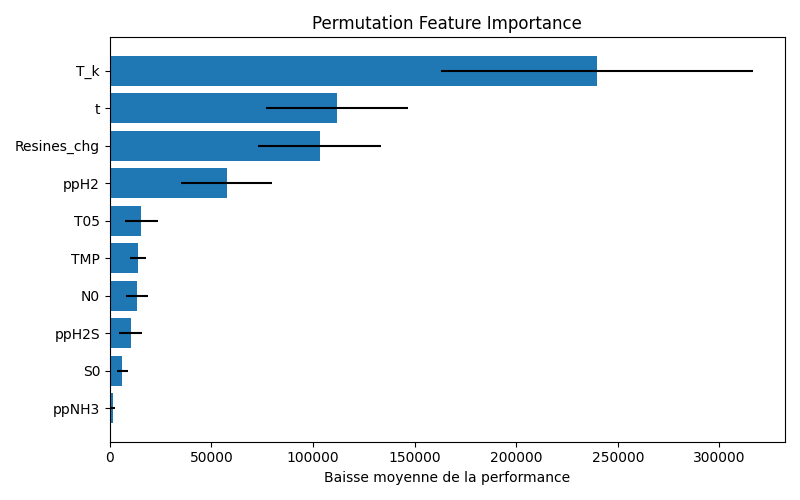 Permutation Feature Importance
T_k
t
Resines_chg
ppH2
T05
TMP
N0
ppH2S
S0
ppNH3
0 50000 100000 150000 200000 250000 300000
Baisse moyenne de la performance